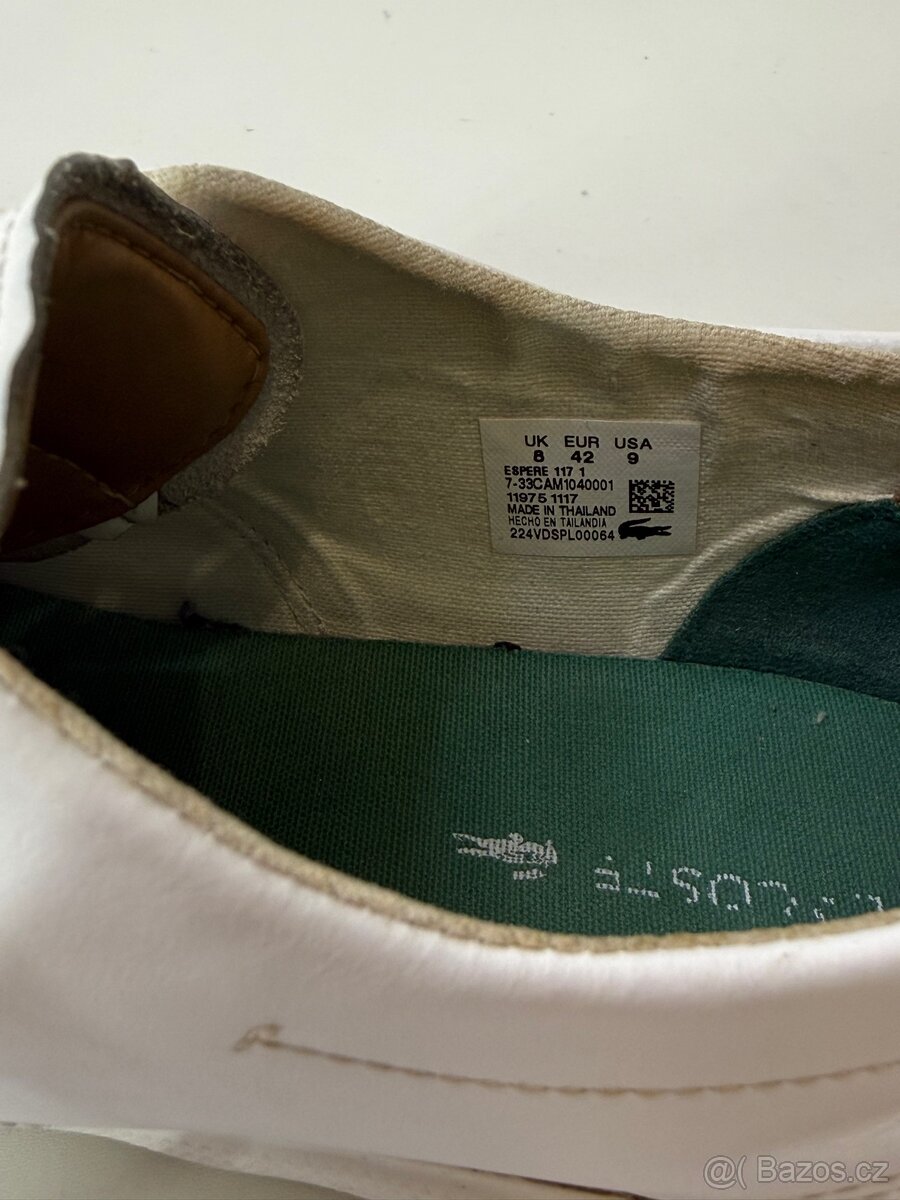 UK EUR USA
8 42 9
ESPERE 117 1
7-33CAM1040001
11975 1117
MADE IN THAILAND
HECHO EN TAILANDIA
224VDSPL00064
LACOSTE
@( Bazos.cz